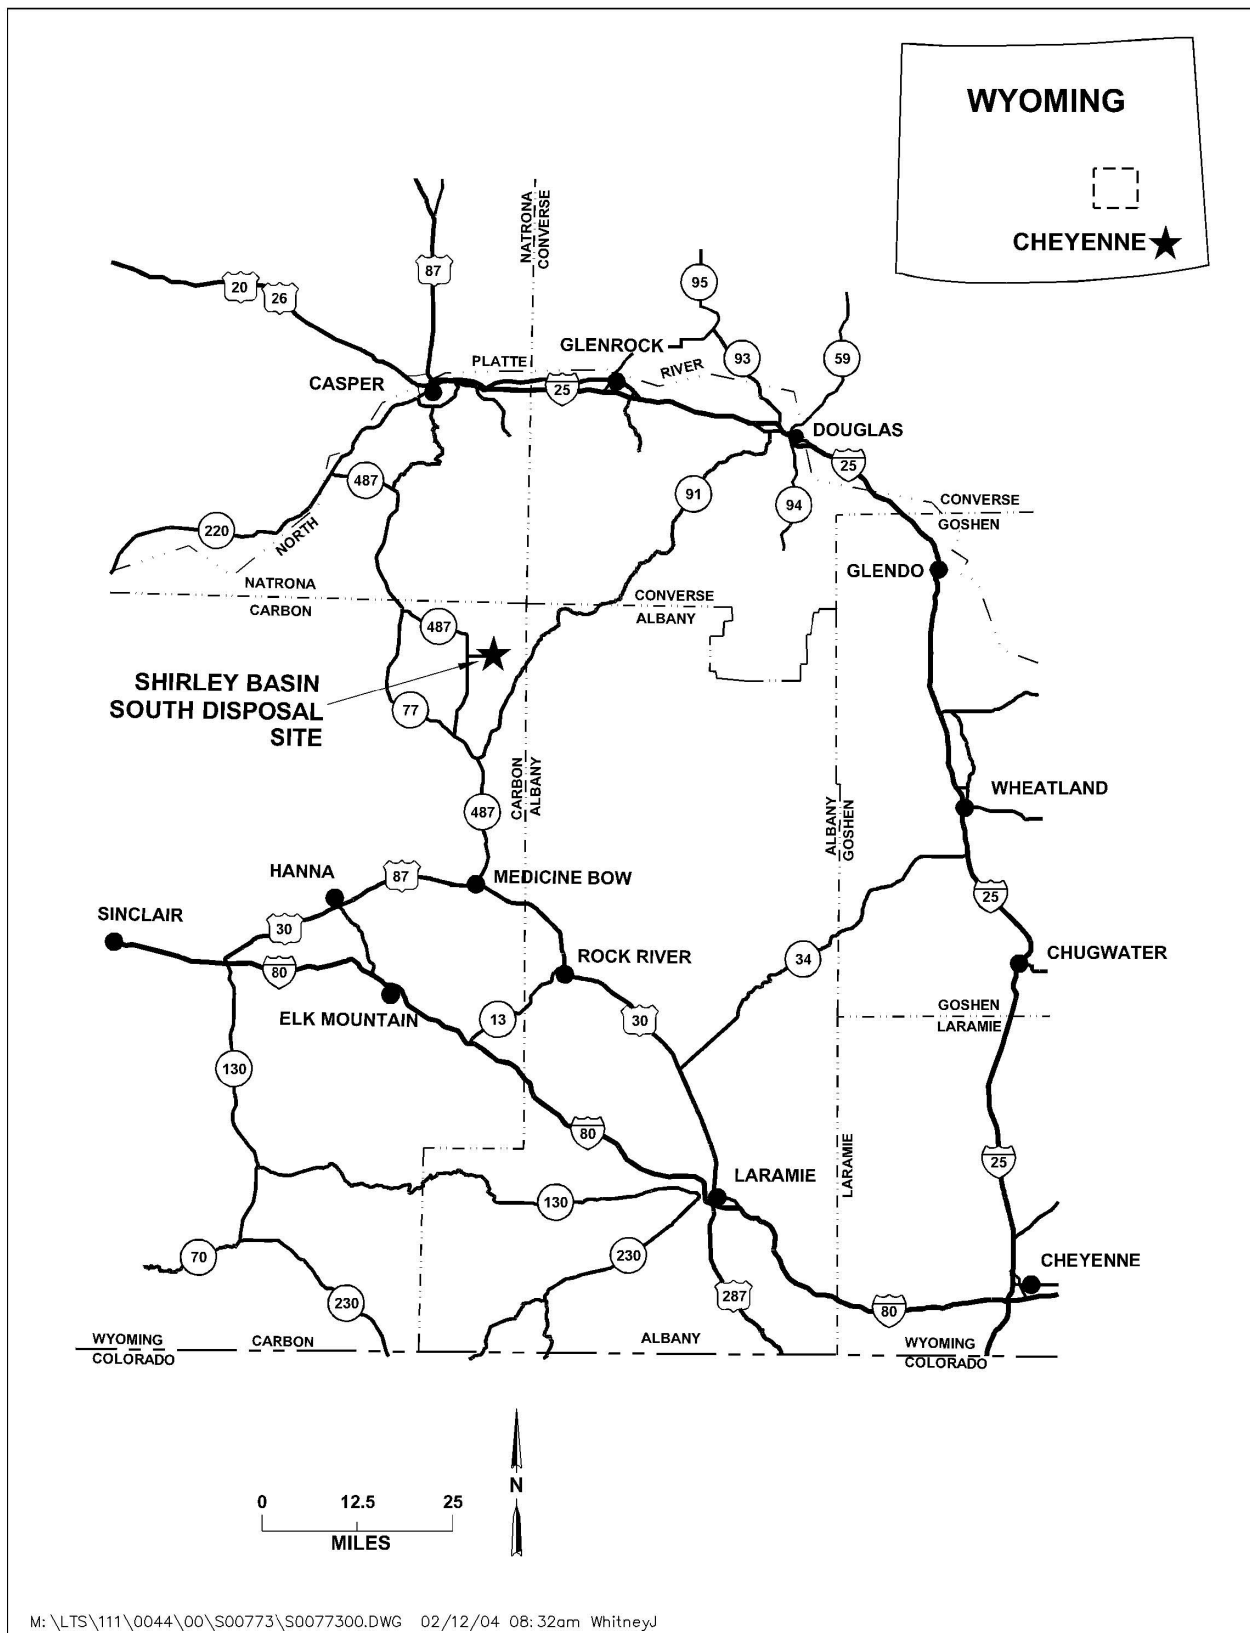 WYOMING
CHEYENNE
NATRONA
CONVERSE
87
20
26
95
GLENROCK
93
59
PLATTE
RIVER
CASPER
25
DOUGLAS
25
487
91
94
CONVERSE
GOSHEN
220
NORTH
GLENDO
NATRONA
CARBON
CONVERSE
ALBANY
487
SHIRLEY BASIN
SOUTH DISPOSAL
SITE
77
CARBON
ALBANY
WHEATLAND
487
ALBANY
GOSHEN
HANNA
87
MEDICINE BOW
25
SINCLAIR
30
80
ROCK RIVER
34
CHUGWATER
ELK MOUNTAIN
13
30
GOSHEN
LARAMIE
130
80
LARAMIE
25
LARAMIE
130
70
230
230
287
CHEYENNE
80
WYOMING
COLORADO
CARBON
ALBANY
WYOMING
COLORADO
N
0 12.5 25
MILES
M:\LTS\111\0044\00\S00773\S0077300.DWG 02/12/04 08:32am WhitneyJ